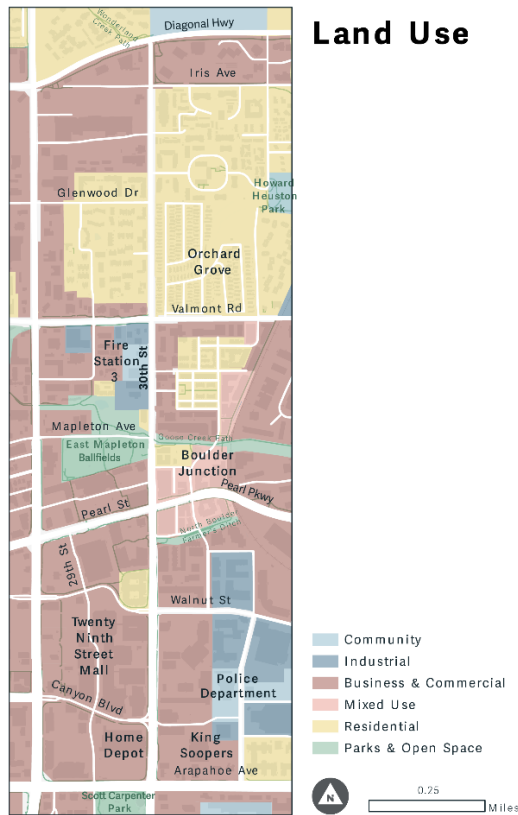 Land Use
Wonderland
Creek Path
Diagonal Hwy
Iris Ave
Glenwood Dr
Howard
Heuston
Park
Orchard
Grove
Valmont Rd
Fire
Station
3
30th St
Mapleton Ave
Goose Creek Path
East Mapleton
Ballfields
Boulder
Junction
Pearl Pkwy
Pearl St
North Boulder
Farmer's Ditch
29th St
Walnut St
Twenty
Ninth
Street
Mall
Police
Department
Canyon Blvd
Home
Depot
King
Soopers
Arapahoe Ave
Scott Carpenter
Park
Community
Industrial
Business & Commercial
Mixed Use
Residential
Parks & Open Space
N
0.25
Miles